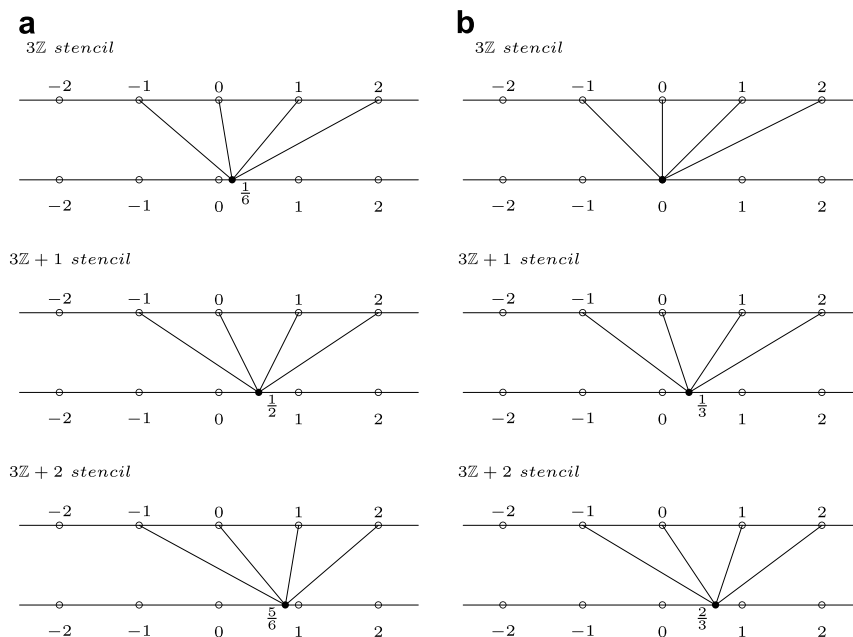 a
3ℤ stencil
−2 −1 0 1 2
1/6
−2 −1 0 1 2
3ℤ + 1 stencil
−2 −1 0 1 2
1/2
−2 −1 0 1 2
3ℤ + 2 stencil
−2 −1 0 1 2
5/6
−2 −1 0 1 2
b
3ℤ stencil
−2 −1 0 1 2
−2 −1 0 1 2
3ℤ + 1 stencil
−2 −1 0 1 2
1/3
−2 −1 0 1 2
3ℤ + 2 stencil
−2 −1 0 1 2
2/3
−2 −1 0 1 2